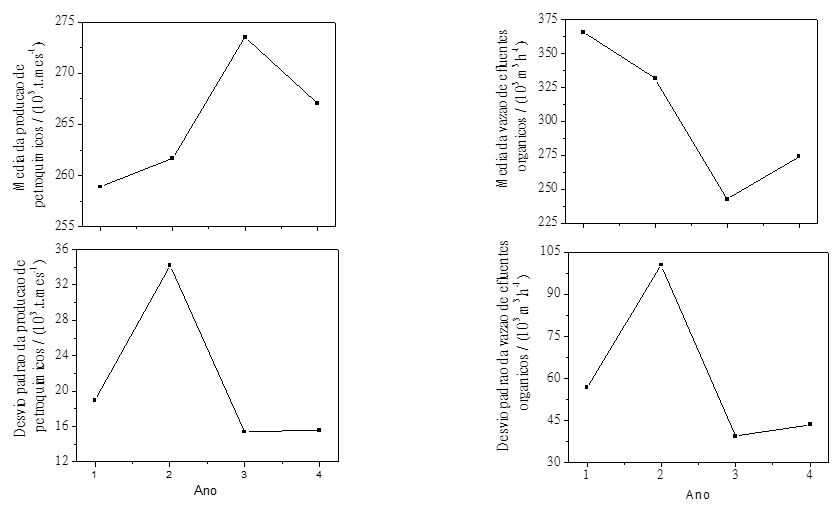 Media da producao de
petroquimicos / (10³.t.mes⁻¹)
275
270
265
260
255
Media da vazao de efluentes
organicos / (10³ m³h⁻¹)
375
350
325
300
275
250
225
Desvio padrao da producao de
petroquimicos / (10³.t.mes⁻¹)
36
32
28
24
20
16
12
1 2 3 4
Ano
Desvio padrao da vazao de efluentes
organicos / (10³ m³.h⁻¹)
105
90
75
60
45
30
1 2 3 4
Ano